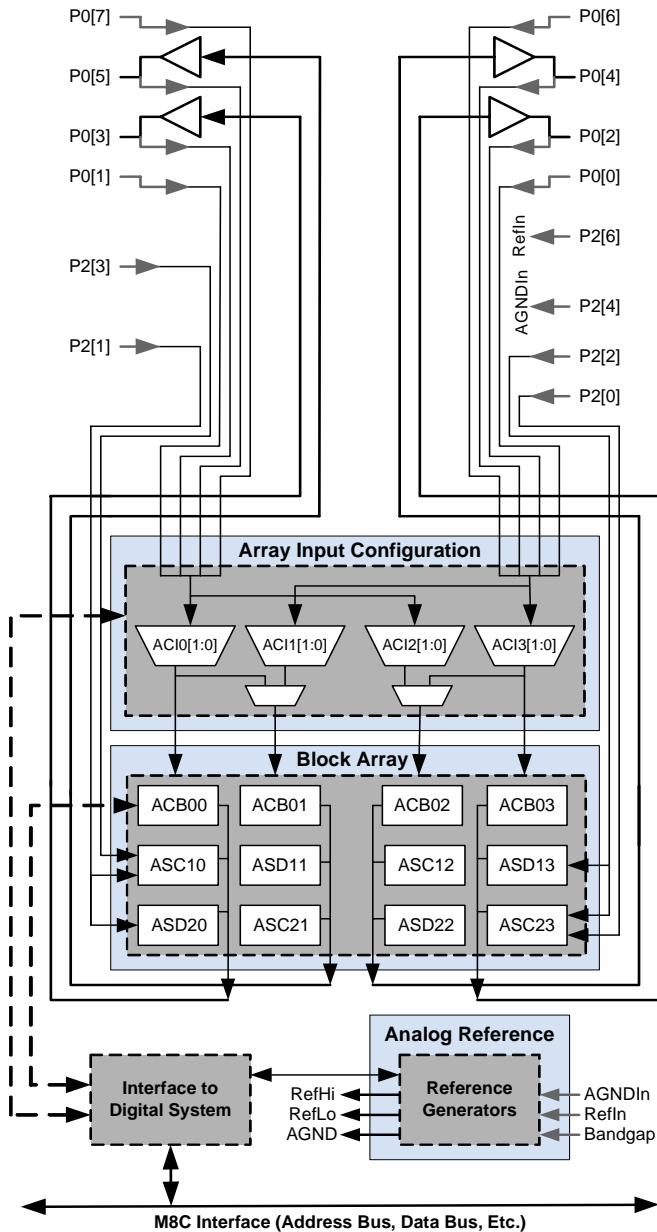 P0[7]
P0[6]
P0[5]
P0[4]
P0[3]
P0[2]
P0[1]
P0[0]
P2[6]
RefIn
P2[3]
P2[4]
AGNDIn
P2[1]
P2[2]
P2[0]
Array Input Configuration
ACI0[1:0]
ACI1[1:0]
ACI2[1:0]
ACI3[1:0]
Block Array
ACB00
ACB01
ACB02
ACB03
ASC10
ASD11
ASC12
ASD13
ASD20
ASC21
ASD22
ASC23
Analog Reference
Interface to
Digital System
RefHi
RefLo
AGND
Reference
Generators
AGNDIn
RefIn
Bandgap
M8C Interface (Address Bus, Data Bus, Etc.)